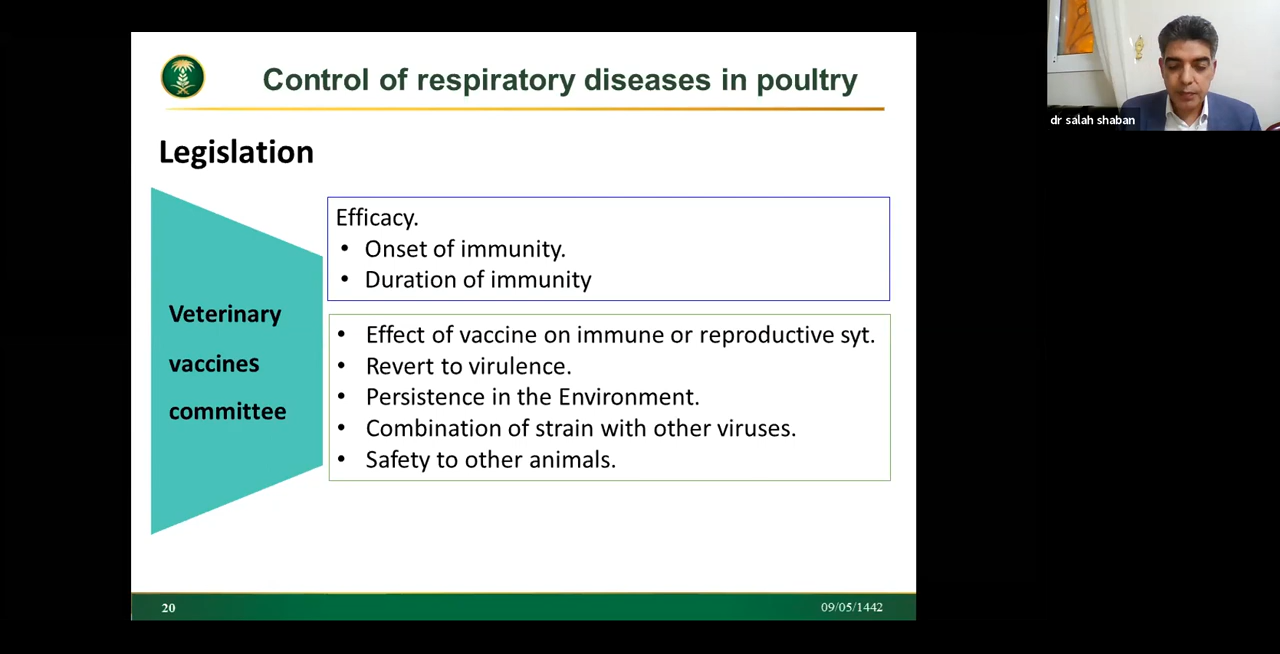 Control of respiratory diseases in poultry
dr salah shaban
Legislation
Veterinary
vaccines
committee
Efficacy.
• Onset of immunity.
• Duration of immunity
• Effect of vaccine on immune or reproductive syt.
• Revert to virulence.
• Persistence in the Environment.
• Combination of strain with other viruses.
• Safety to other animals.
20
09/05/1442